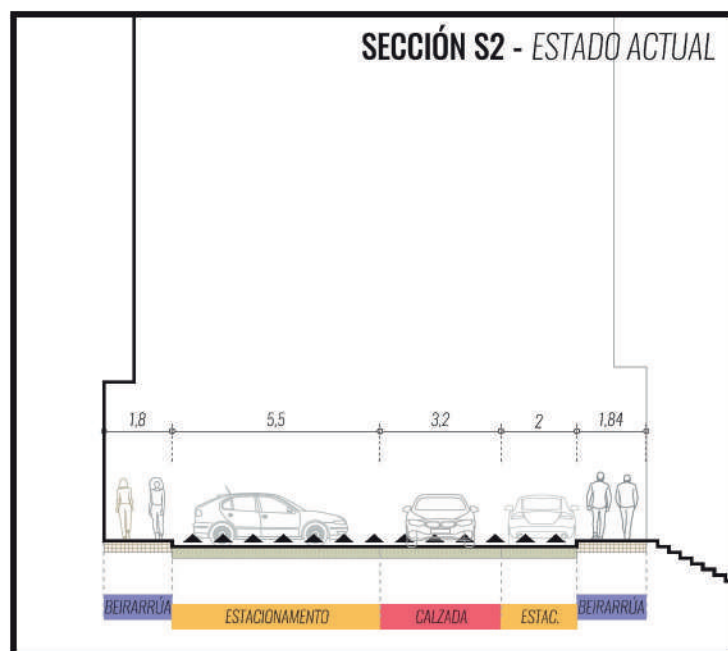 SECCIÓN S2 - ESTADO ACTUAL
1,8 5,5 3,2 2 1,84
BEIRARRÚA ESTACIONAMENTO CALZADA ESTAC. BEIRARRÚA